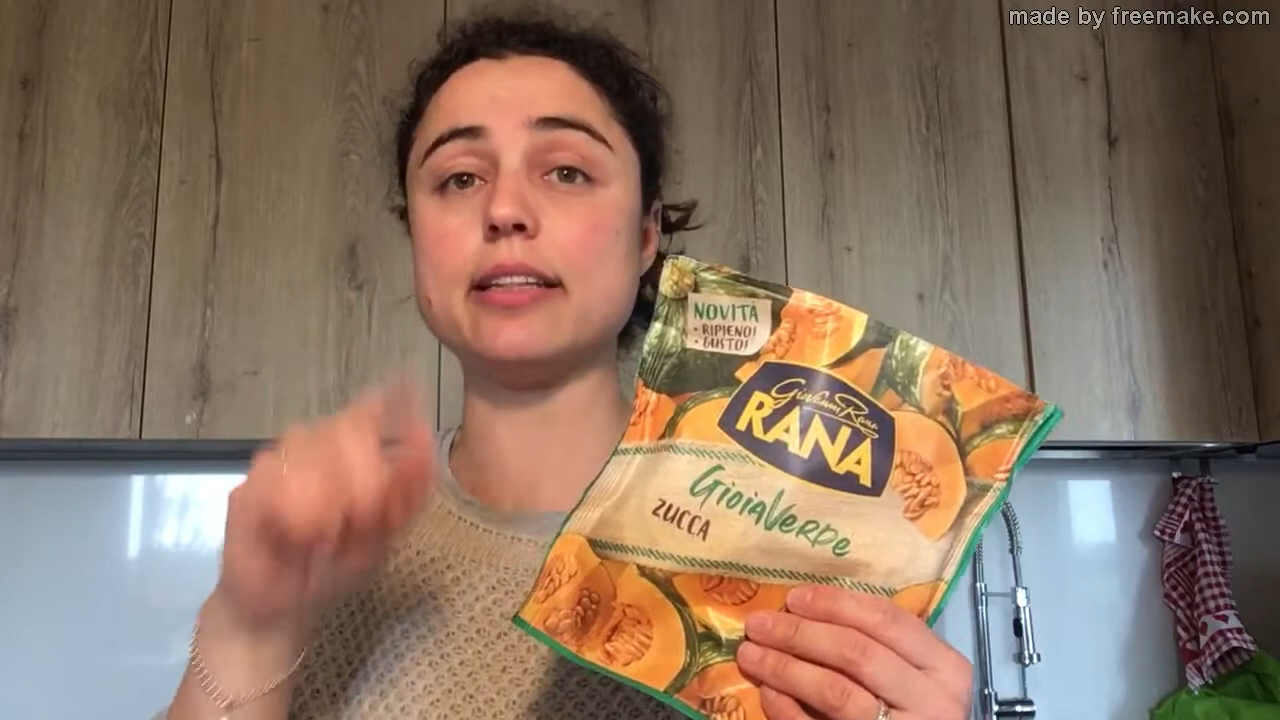 made by freemake.com
NOVITÀ
• RIPIENO!
• GUSTO!
Giovanni Rana
RANA
GioiaVerde
ZUCCA